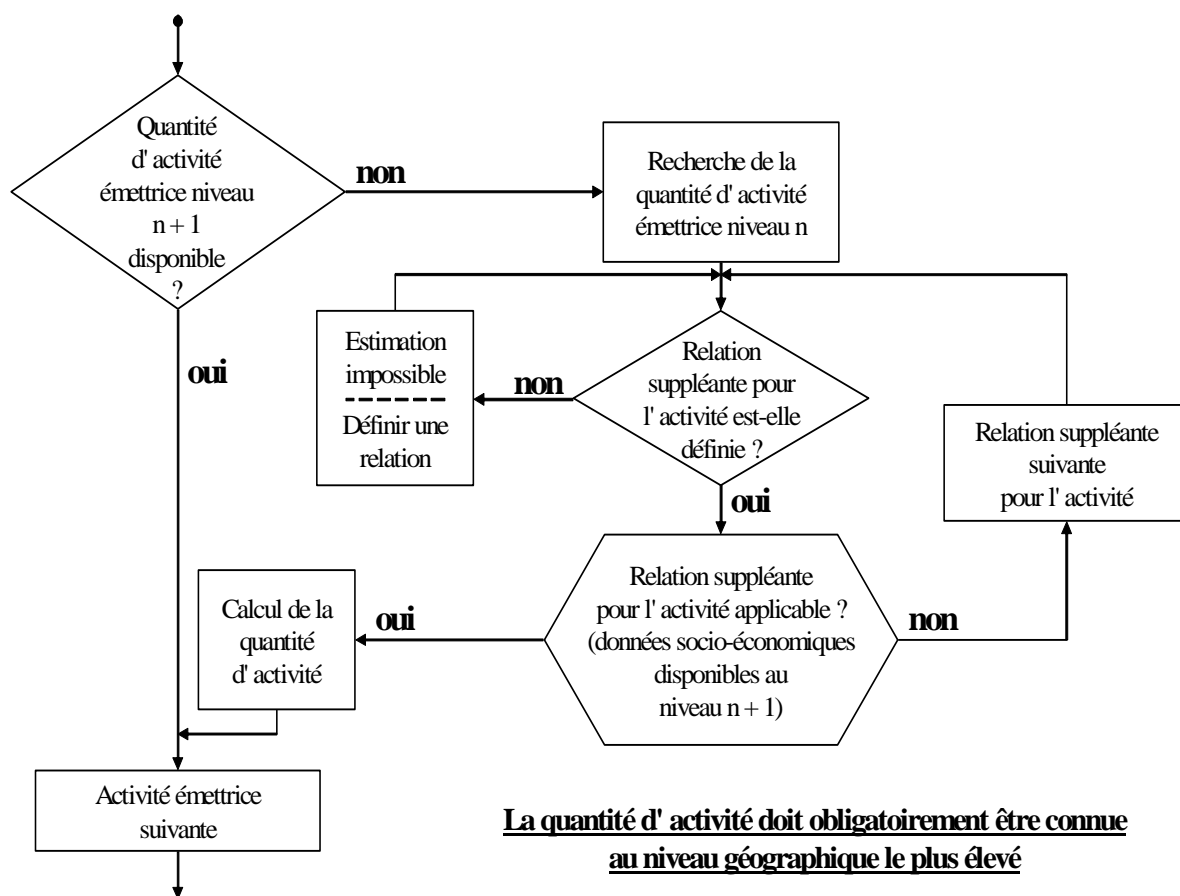 Quantité
d' activité
émettrice niveau
n + 1
disponible
?
non
Recherche de la
quantité d' activité
émettrice niveau n
oui
Estimation
impossible
Définir une
relation
non
Relation
suppléante pour
l' activité est-elle
définie ?
Relation suppléante
suivante
pour l' activité
oui
Calcul de la
quantité
d' activité
oui
Relation suppléante
pour l' activité applicable ?
(données socio-économiques
disponibles au
niveau n + 1)
non
Activité émettrice
suivante
La quantité d' activité doit obligatoirement être connue
au niveau géographique le plus élevé